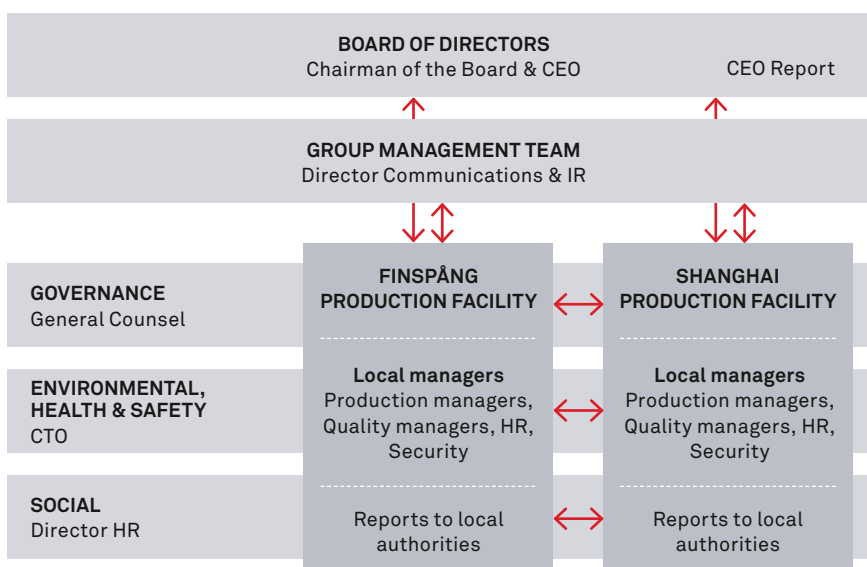 BOARD OF DIRECTORS
Chairman of the Board & CEO
CEO Report
GROUP MANAGEMENT TEAM
Director Communications & IR
GOVERNANCE
General Counsel
ENVIRONMENTAL,
HEALTH & SAFETY
CTO
SOCIAL
Director HR
FINSPÅNG
PRODUCTION FACILITY
Local managers
Production managers,
Quality managers, HR,
Security
Reports to local
authorities
SHANGHAI
PRODUCTION FACILITY
Local managers
Production managers,
Quality managers, HR,
Security
Reports to local
authorities